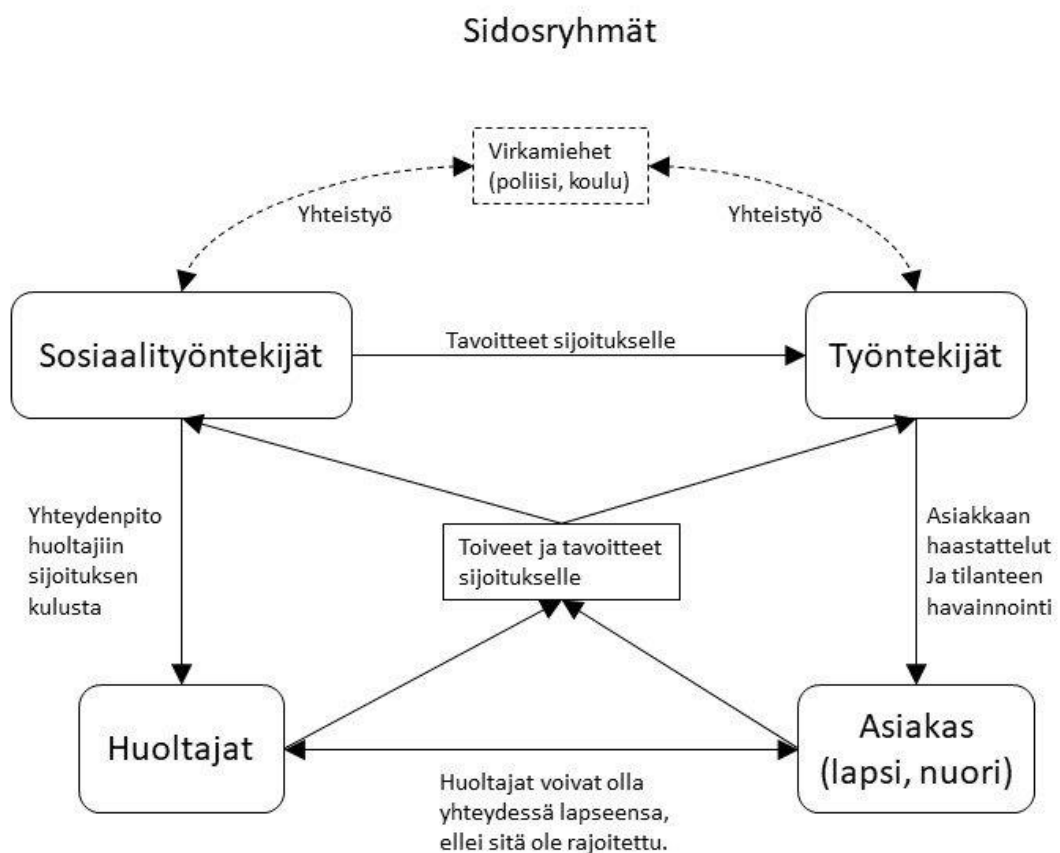 Sidosryhmät
Virkamiehet
(poliisi, koulu)
Yhteistyö
Yhteistyö
Sosiaalityöntekijät
Tavoitteet sijoitukselle
Työntekijät
Yhteydenpito
huoltajiin
sijoituksen
kulusta
Toiveet ja tavoitteet
sijoitukselle
Asiakkaan
haastattelut
Ja tilanteen
havainnointi
Huoltajat
Asiakas
(lapsi, nuori)
Huoltajat voivat olla
yhteydessä lapseensa,
ellei sitä ole rajoitettu.